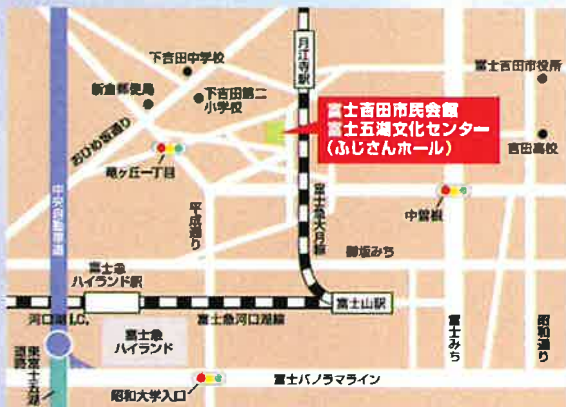 下吉田中学校
月江寺駅
富士吉田市役所
新倉郵便局
下吉田第二
小学校
富士吉田市民会館
富士五湖文化センター
(ふじさんホール)
おひめ坂通り
竜ヶ丘一丁目
吉田高校
中央自動車道
平成通り
富士急大月線
中曽根
御坂みち
富士急
ハイランド駅
富士山駅
河口湖I.C.
富士急河口湖線
富士急
ハイランド
富士みち
昭和通り
東富士五湖
道路
昭和大学入口
富士パノラマライン